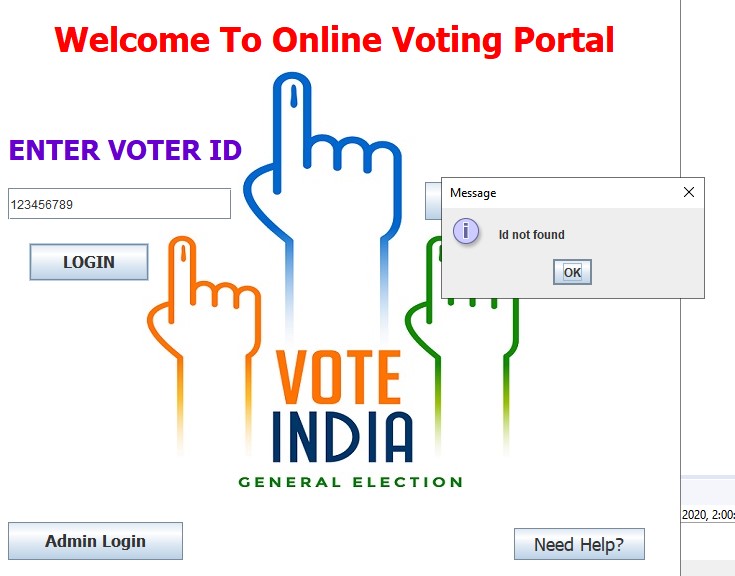 Welcome To Online Voting Portal
ENTER VOTER ID
123456789
LOGIN
Message
Id not found
OK
VOTE
INDIA
GENERAL ELECTION
2020, 2:00:
Admin Login
Need Help?